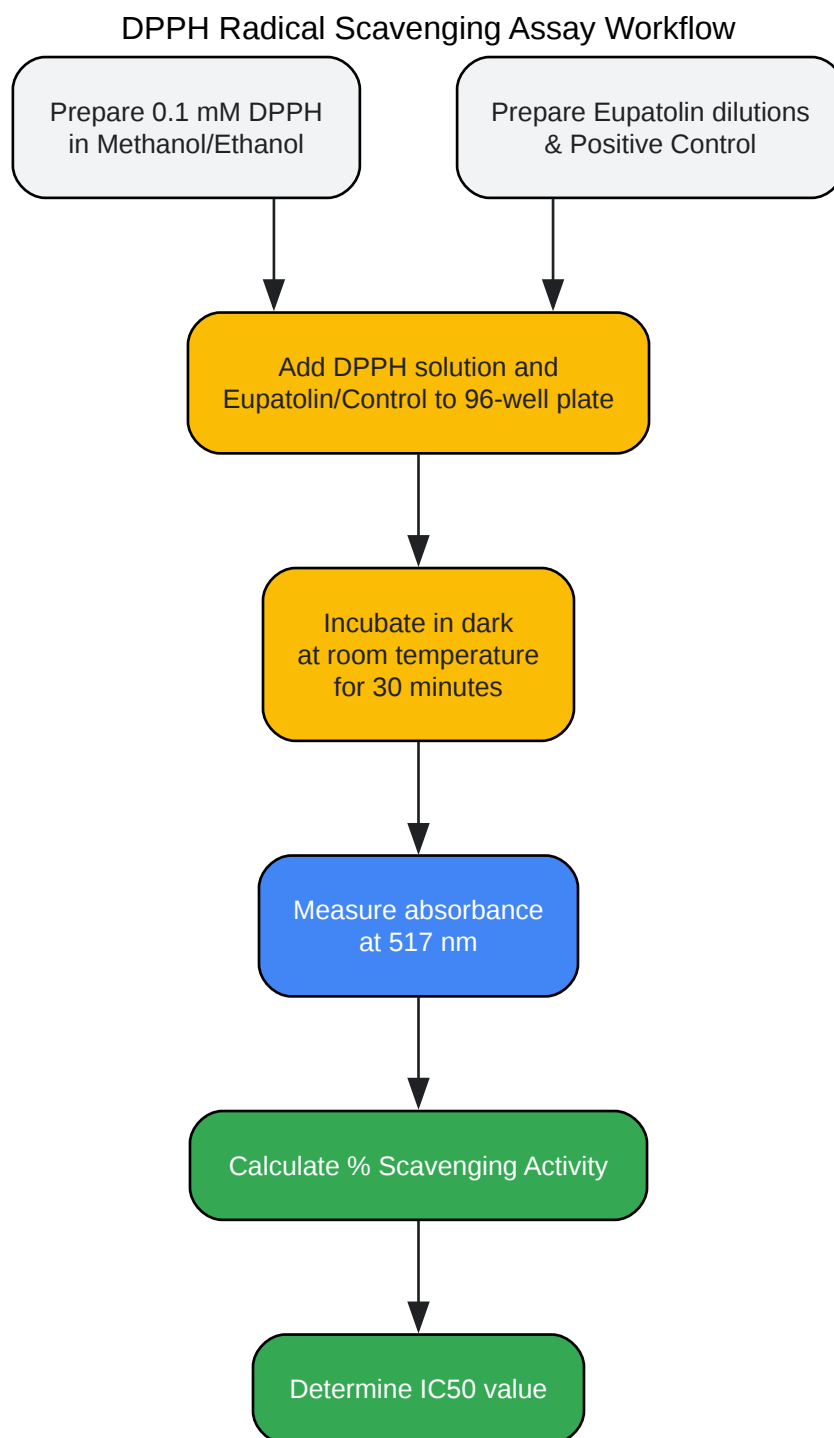 DPPH Radical Scavenging Assay Workflow
Prepare 0.1 mM DPPH
in Methanol/Ethanol
Prepare Eupatolin dilutions
& Positive Control
Add DPPH solution and
Eupatolin/Control to 96-well plate
Incubate in dark
at room temperature
for 30 minutes
Measure absorbance
at 517 nm
Calculate % Scavenging Activity
Determine IC50 value